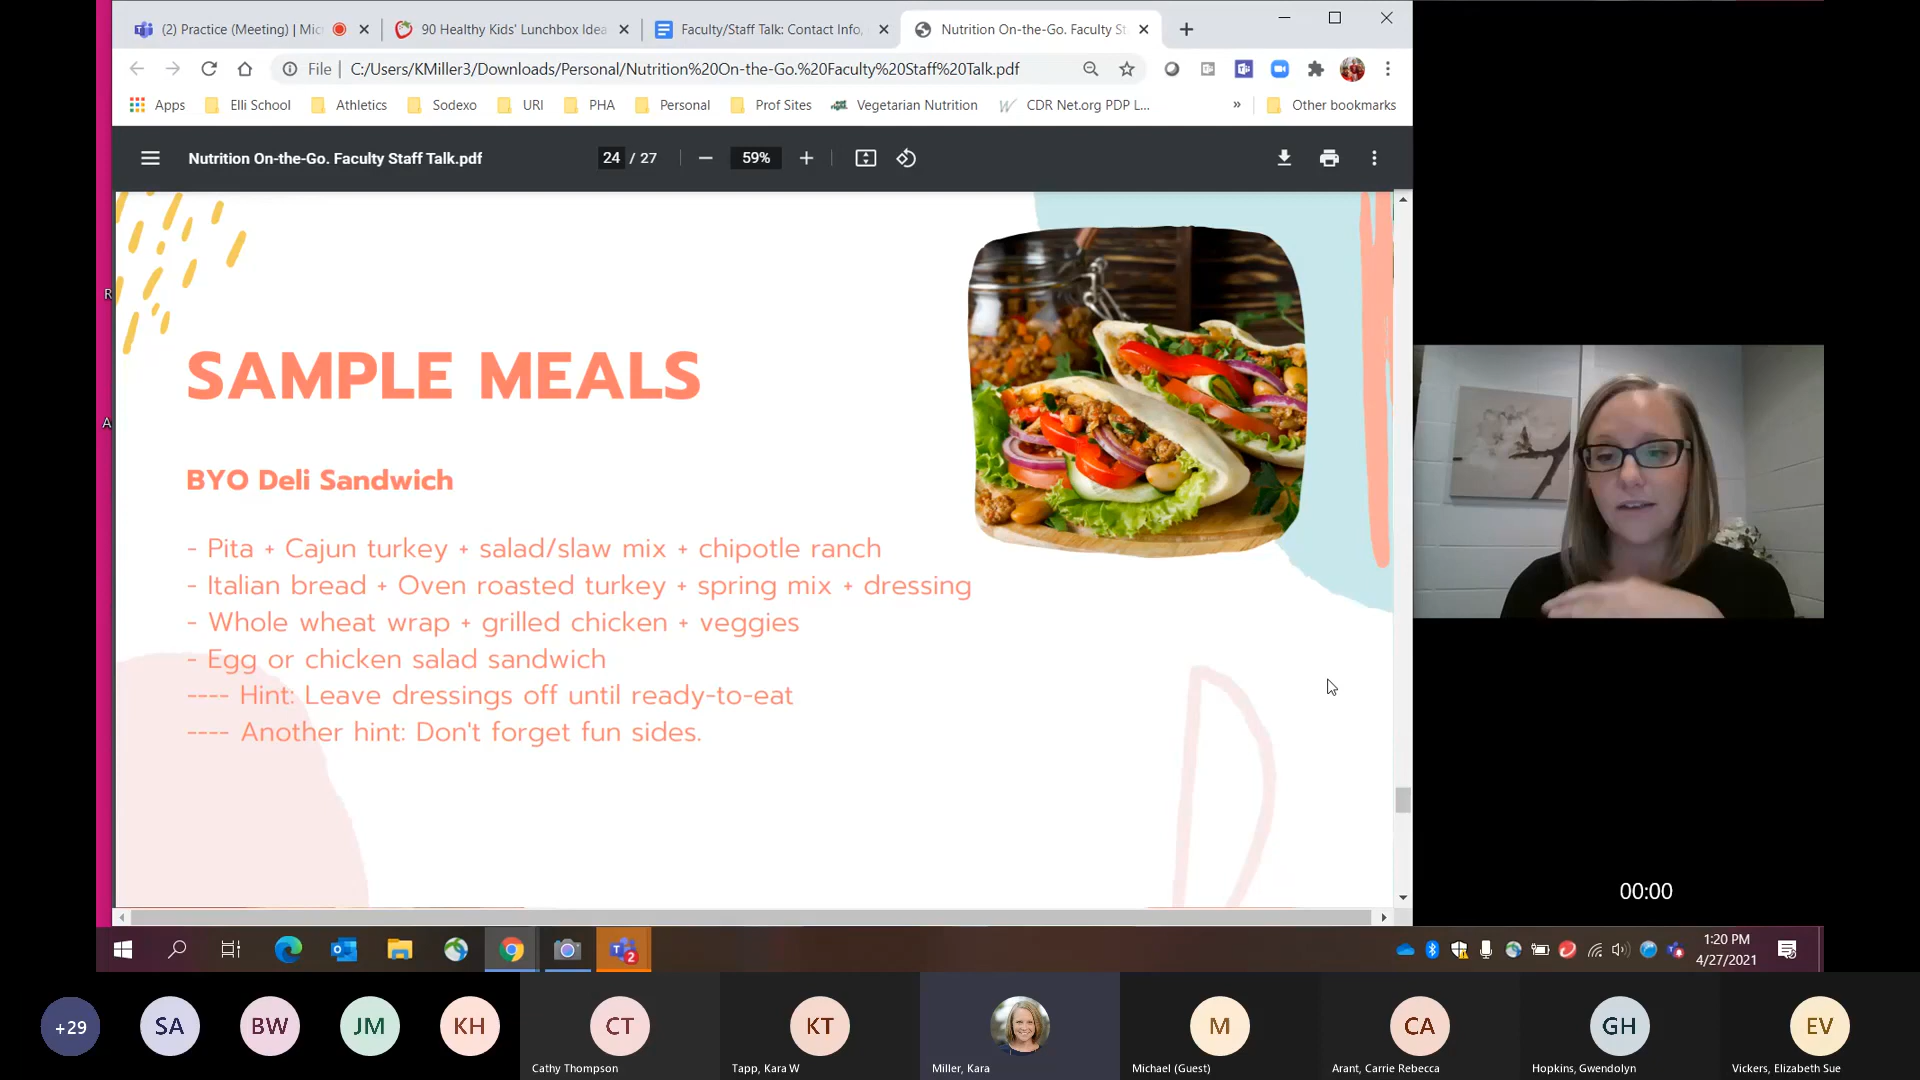 (2) Practice (Meeting) | Mic
90 Healthy Kids' Lunchbox Idea
Faculty/Staff Talk: Contact Info,
Nutrition On-the-Go. Faculty St
File | C:/Users/KMiller3/Downloads/Personal/Nutrition%20On-the-Go.%20Faculty%20Staff%20Talk.pdf
Apps Elli School Athletics Sodexo URI PHA Personal Prof Sites Vegetarian Nutrition CDR Net.org PDP L... » Other bookmarks
Nutrition On-the-Go. Faculty Staff Talk.pdf 24 / 27 59%
R
A
SAMPLE MEALS
BYO Deli Sandwich
- Pita + Cajun turkey + salad/slaw mix + chipotle ranch
- Italian bread + Oven roasted turkey + spring mix + dressing
- Whole wheat wrap + grilled chicken + veggies
- Egg or chicken salad sandwich
---- Hint: Leave dressings off until ready-to-eat
---- Another hint: Don't forget fun sides.
00:00
2
1:20 PM
4/27/2021
+29 SA BW JM KH CT KT M CA GH EV
Cathy Thompson Tapp, Kara W Miller, Kara Michael (Guest) Arant, Carrie Rebecca Hopkins, Gwendolyn Vickers, Elizabeth Sue